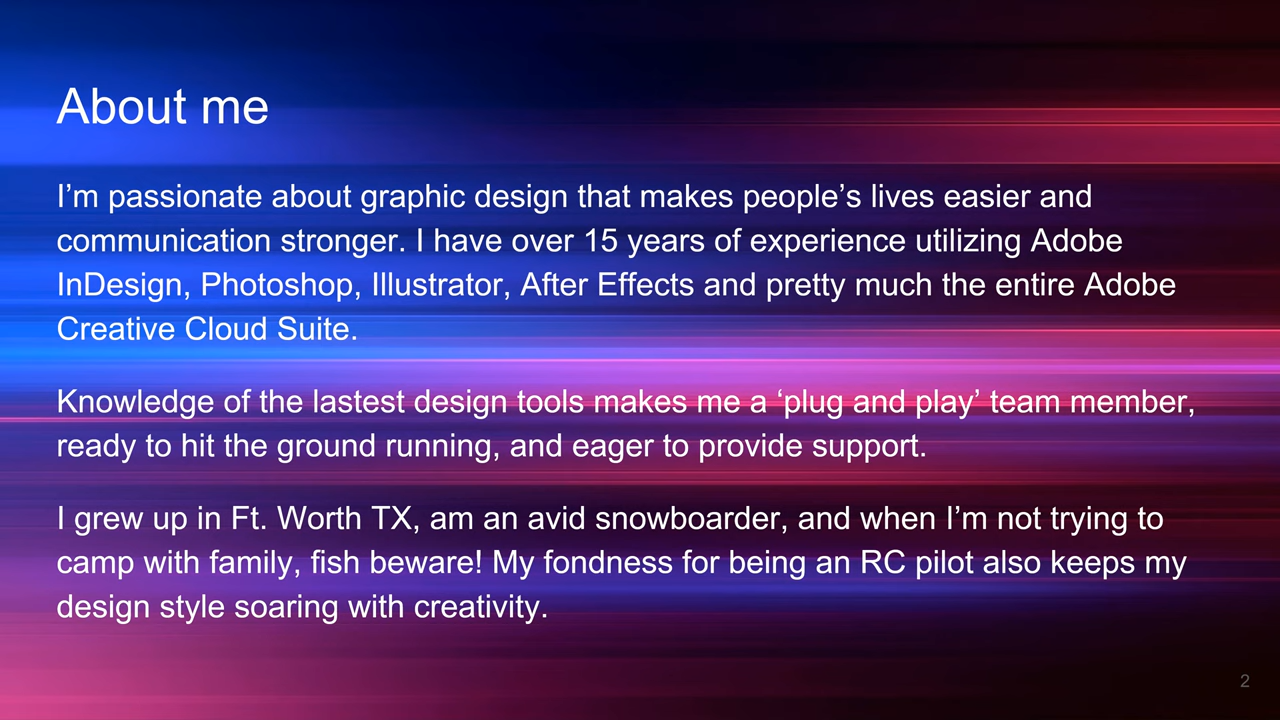 About me
I’m passionate about graphic design that makes people’s lives easier and
communication stronger. I have over 15 years of experience utilizing Adobe
InDesign, Photoshop, Illustrator, After Effects and pretty much the entire Adobe
Creative Cloud Suite.
Knowledge of the lastest design tools makes me a ‘plug and play’ team member,
ready to hit the ground running, and eager to provide support.
I grew up in Ft. Worth TX, am an avid snowboarder, and when I’m not trying to
camp with family, fish beware! My fondness for being an RC pilot also keeps my
design style soaring with creativity.
2